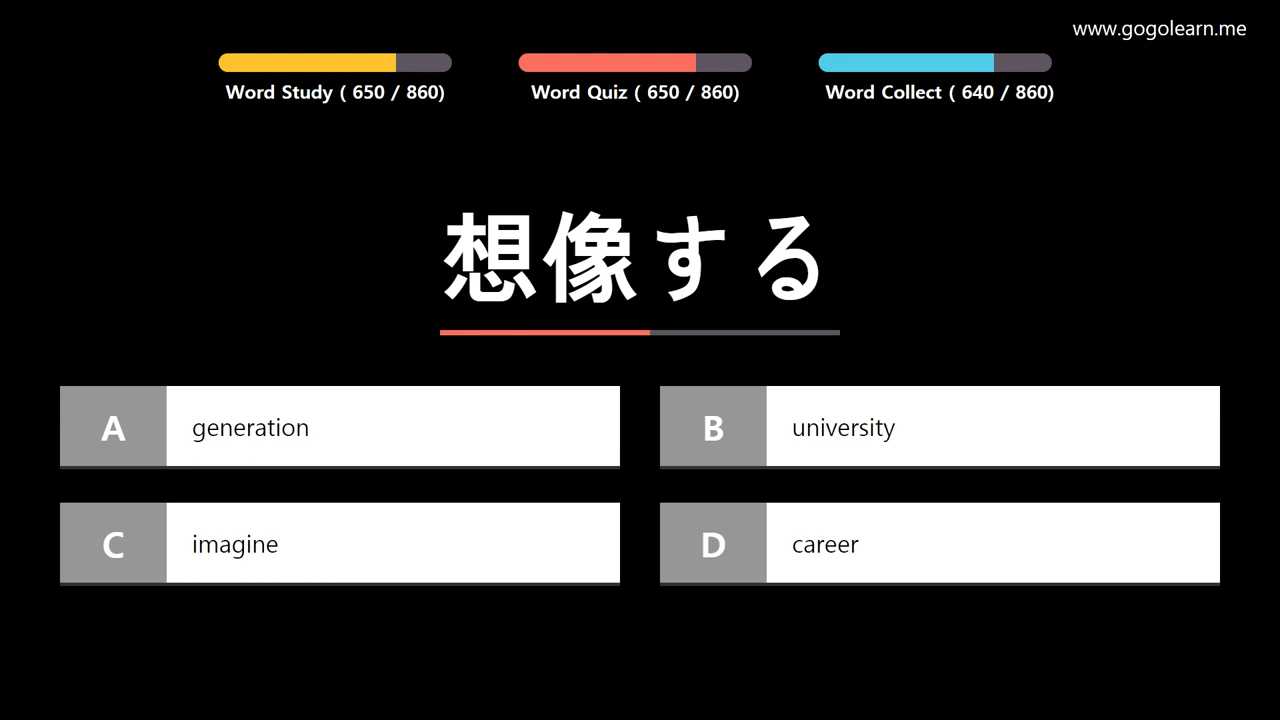 www.gogolearn.me
Word Study ( 650 / 860)
Word Quiz ( 650 / 860)
Word Collect ( 640 / 860)
想像する
A generation
B university
C imagine
D career